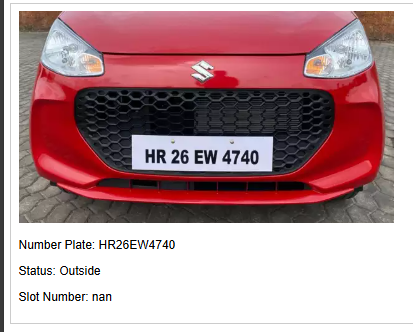 HR 26 EW 4740
Number Plate: HR26EW4740
Status: Outside
Slot Number: nan